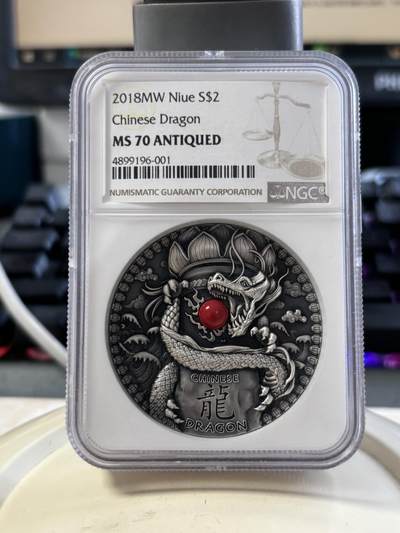 2018MW Niue S$2
Chinese Dragon
MS 70 ANTIQUED
4899196-001
NUMISMATIC GUARANTY CORPORATION
NGC®
CHINESE
龍
DRAGON